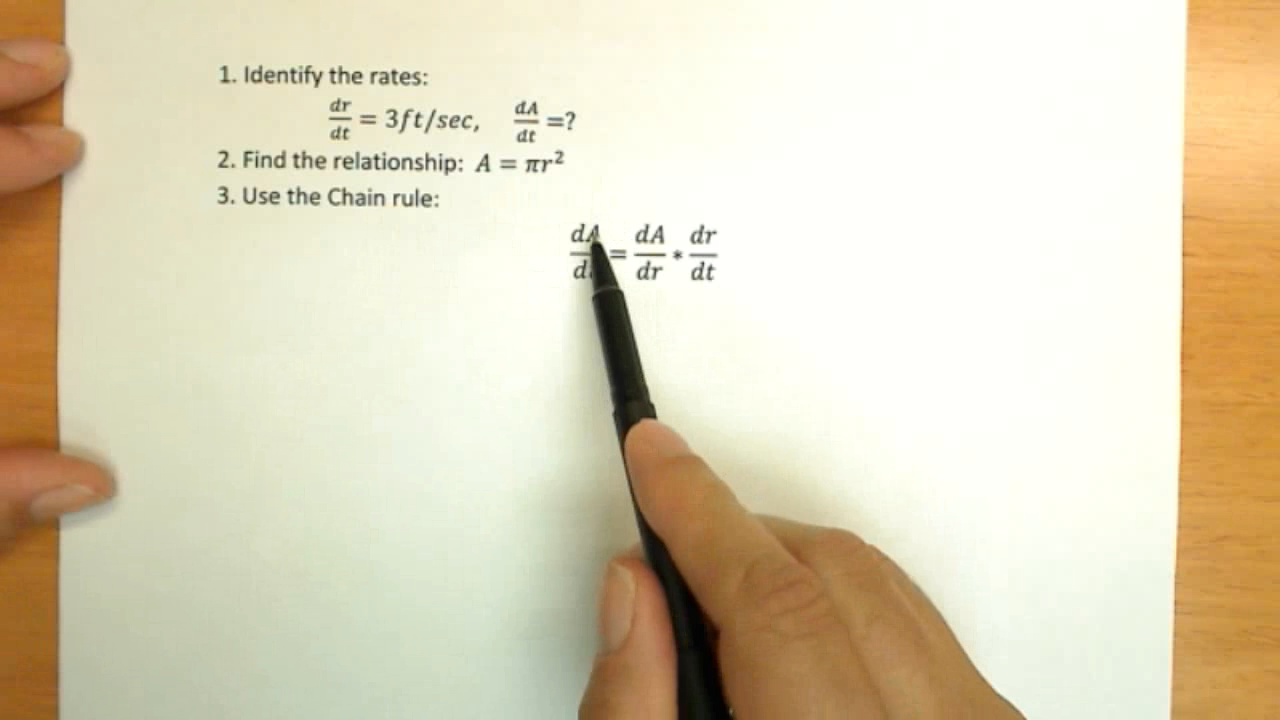 1. Identify the rates:
dr/dt = 3ft/sec, dA/dt =?
2. Find the relationship: A = πr²
3. Use the Chain rule:
dA/d = dA/dr * dr/dt